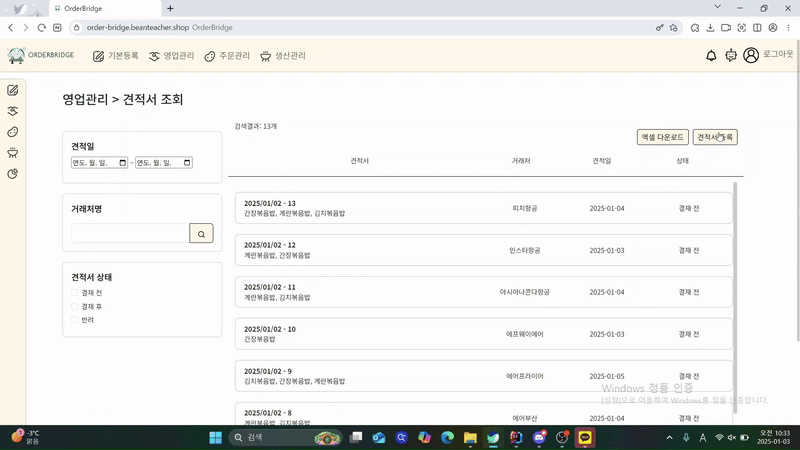 OrderBridge
order-bridge.beanteacher.shop OrderBridge
ORDERBRIDGE
기본등록
영업관리
주문관리
생산관리
로그아웃
영업관리 > 견적서 조회
견적일
연도. 월. 일. ~ 연도. 월. 일.
거래처명
견적서 상태
결재 전
결재 후
반려
검색결과: 13개
엑셀 다운로드
견적서 등록
견적서 거래처 견적일 상태
2025/01/02 - 13
간장볶음밥, 계란볶음밥, 김치볶음밥
피치항공 2025-01-04 결재 전
2025/01/02 - 12
계란볶음밥, 간장볶음밥
인스타항공 2025-01-03 결재 전
2025/01/02 - 11
계란볶음밥, 김치볶음밥
아시아나콘다항공 2025-01-04 결재 전
2025/01/02 - 10
간장볶음밥
에프웨이에어 2025-01-03 결재 전
2025/01/02 - 9
김치볶음밥, 간장볶음밥, 계란볶음밥
에어프라이어 2025-01-05 결재 전
2025/01/02 - 8
계란볶음밥, 김치볶음밥
에어부산 2025-01-04 결재 전
Windows 정품 인증
[설정]으로 이동하여 Windows를 정품 인증합니다.
-3°C
맑음
검색
A
오전 10:33
2025-01-03